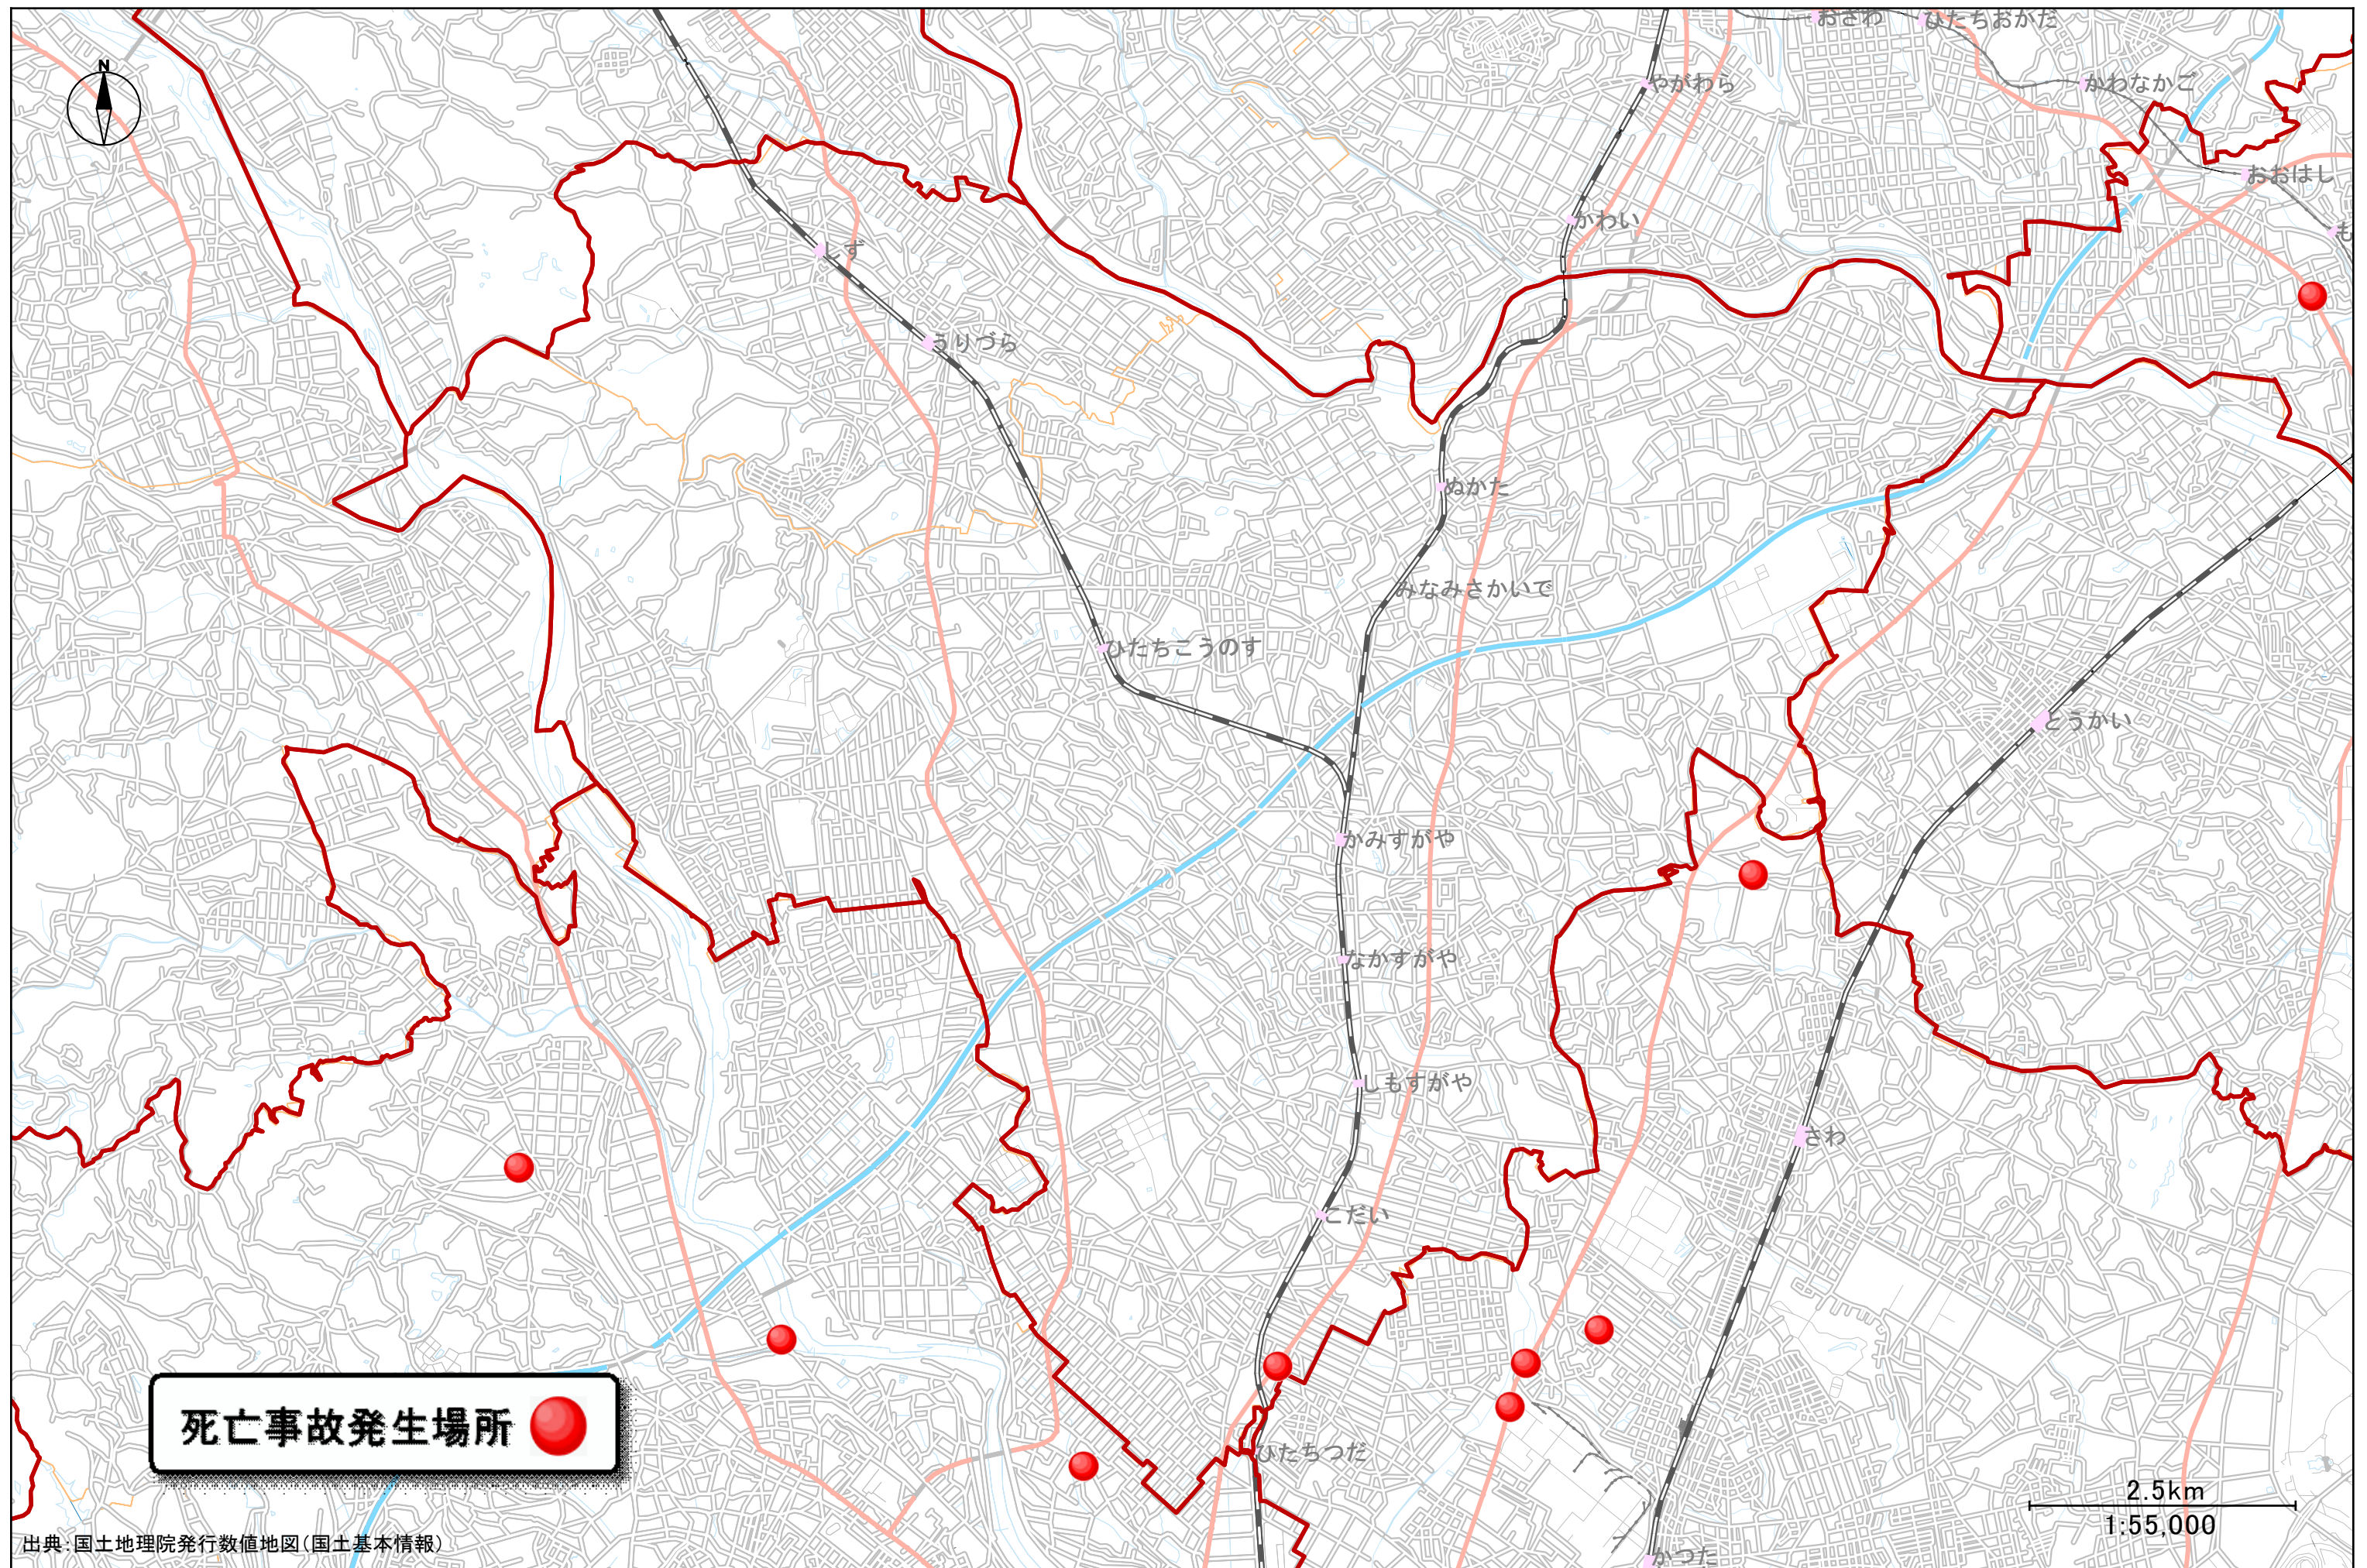 おざわ
ひたちおかだ
N
やがわら
かわなかご
おおはし
かわい
も
しず
うりづら
ぬかた
みなみさかいで
ひたちこうのす
とうかい
かみすがや
なかすがや
しもすがや
さわ
こだい
死亡事故発生場所
ひたちつだ
2.5km
1:55,000
出典:国土地理院発行数値地図(国土基本情報)
かつた